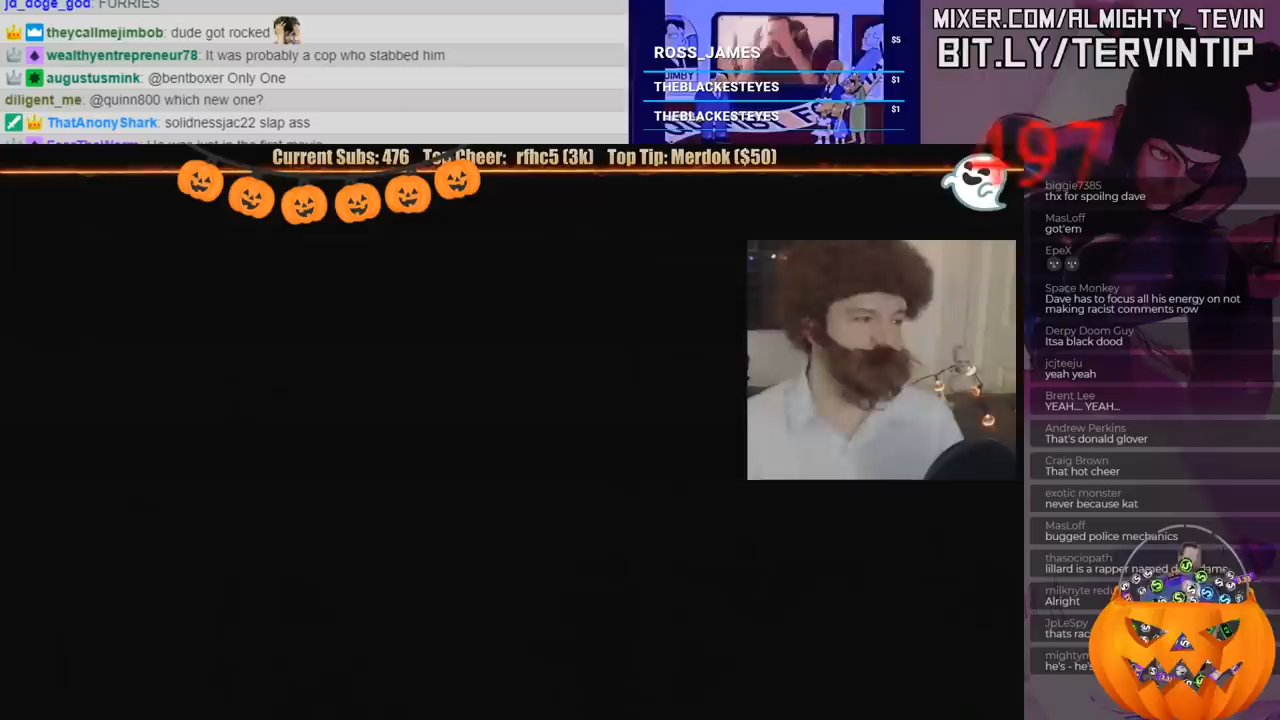 jd_doge_god: FURRIES
theycallmejimbob: dude got rocked
wealthyentrepreneur78: It was probably a cop who stabbed him
augustusmink: @bentboxer Only One
diligent_me: @quinn800 which new one?
ThatAnonyShark: solidnessjac22 slap ass
ROSS_JAMES $5
THEBLACKESTEYES $1
THEBLACKESTEYES $1
MIXER.COM/ALMIGHTY_TEVIN
BIT.LY/TERVINTIP
Current Subs: 476 Top Cheer: rfhc5 (3k) Top Tip: Merdok ($50)
197
biggie7385
thx for spoilng dave
MasLoff
got'em
EpeX
Space Monkey
Dave has to focus all his energy on not
making racist comments now
Derpy Doom Guy
Itsa black dood
jcjteeju
yeah yeah
Brent Lee
YEAH.... YEAH...
Andrew Perkins
That's donald glover
Craig Brown
That hot cheer
exotic monster
never because kat
MasLoff
bugged police mechanics
thasociopath
lillard is a rapper named
milknyte
Alright
JpLeSpy
thats
he's - he's